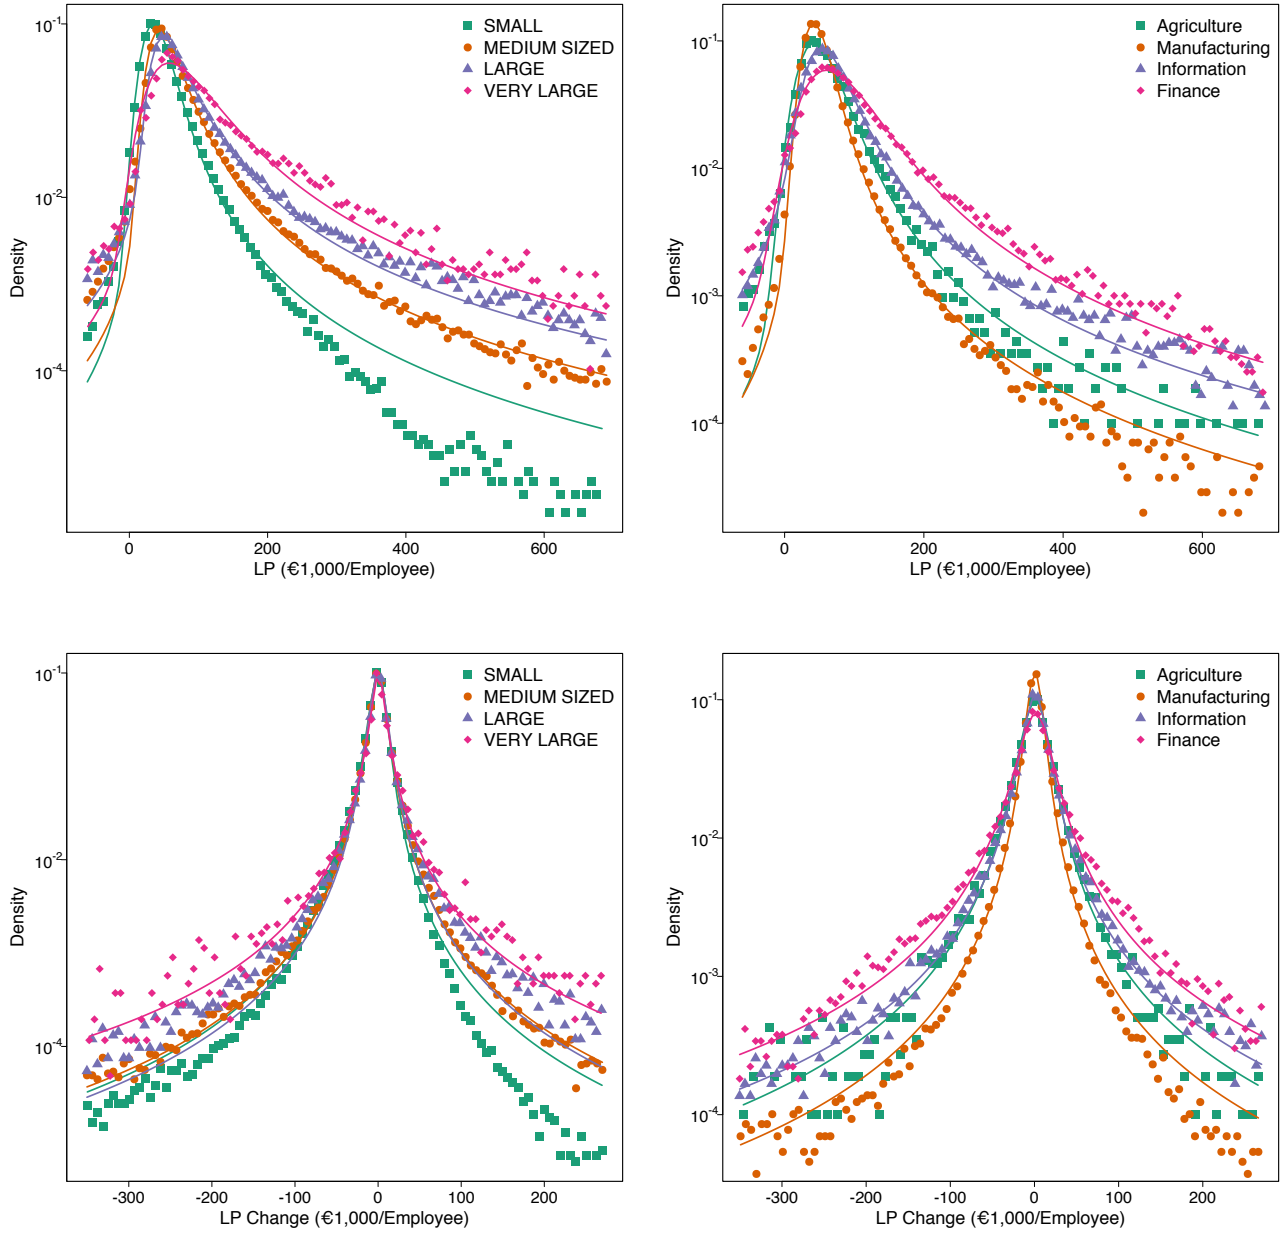 10-1
10-2
10-4
Density
0
200
400
600
LP (€1,000/Employee)
SMALL
MEDIUM SIZED
LARGE
VERY LARGE
10-1
10-2
10-3
10-4
Density
0
200
400
600
LP (€1,000/Employee)
Agriculture
Manufacturing
Information
Finance
10-1
10-2
10-4
Density
-300
-200
-100
0
100
200
LP Change (€1,000/Employee)
SMALL
MEDIUM SIZED
LARGE
VERY LARGE
10-1
10-2
10-3
10-4
Density
-300
-200
-100
0
100
200
LP Change (€1,000/Employee)
Agriculture
Manufacturing
Information
Finance